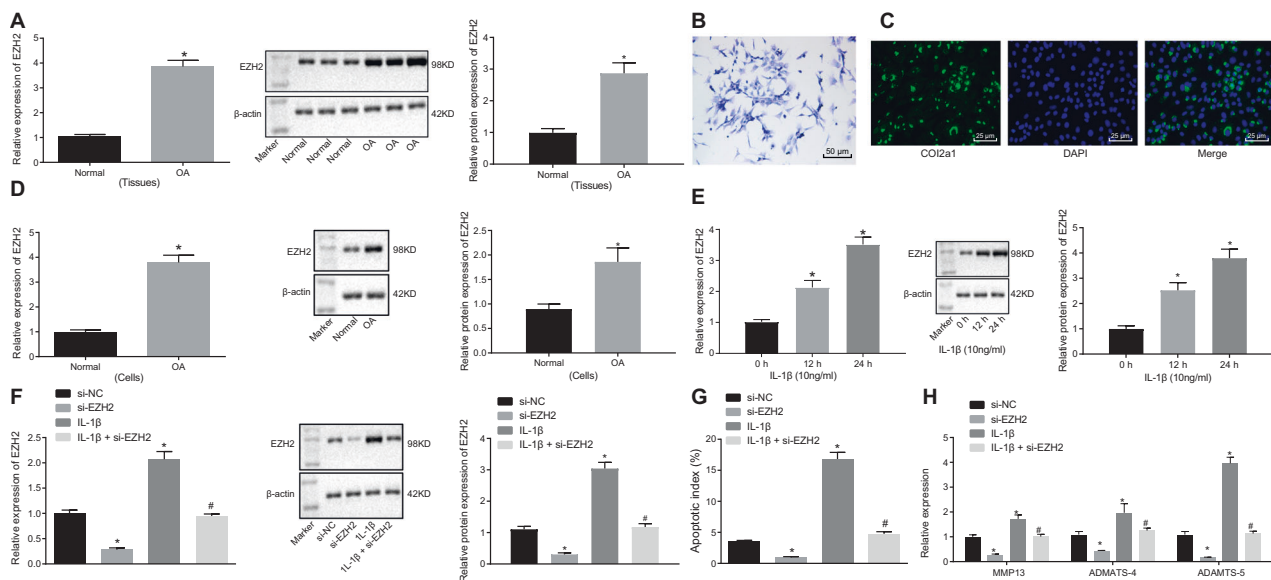 A
Relative expression of EZH2
5
4
3
2
1
0
*
Normal
OA
(Tissues)
EZH2
98KD
β-actin
42KD
Marker
Normal
Normal
Normal
OA
OA
OA
Relative protein expression of EZH2
4
3
2
1
0
*
Normal
OA
(Tissues)
B
50 µm
C
25 µm
25 µm
25 µm
COl2a1
DAPI
Merge
D
Relative expression of EZH2
5
4
3
2
1
0
*
Normal
OA
(Cells)
EZH2
98KD
β-actin
42KD
Marker
Normal
OA
Relative protein expression of EZH2
2.5
2.0
1.5
1.0
0.5
0.0
*
Normal
OA
(Cells)
E
Relative expression of EZH2
4
3
2
1
0
*
*
0 h
12 h
24 h
IL-1β (10ng/ml)
EZH2
98KD
β-actin
42KD
Marker
0 h
12 h
24 h
IL-1β (10ng/ml)
Relative protein expression of EZH2
5
4
3
2
1
0
*
*
0 h
12 h
24 h
IL-1β (10ng/ml)
F
si-NC
si-EZH2
IL-1β
IL-1β + si-EZH2
Relative expression of EZH2
2.5
2.0
1.5
1.0
0.5
0.0
*
*
#
EZH2
98KD
β-actin
42KD
Marker
si-NC
si-EZH2
1L-1β
1L-1β + si-EZH2
si-NC
si-EZH2
IL-1β
IL-1β + si-EZH2
Relative protein expression of EZH2
4
3
2
1
0
*
*
#
G
si-NC
si-EZH2
IL-1β
IL-1β + si-EZH2
Apoptotic index (%)
20
15
10
5
0
*
*
#
H
si-NC
si-EZH2
IL-1β
IL-1β + si-EZH2
Relative expression
5
4
3
2
1
0
*
*
#
*
*
#
*
*
#
MMP13
ADMATS-4
ADAMTS-5